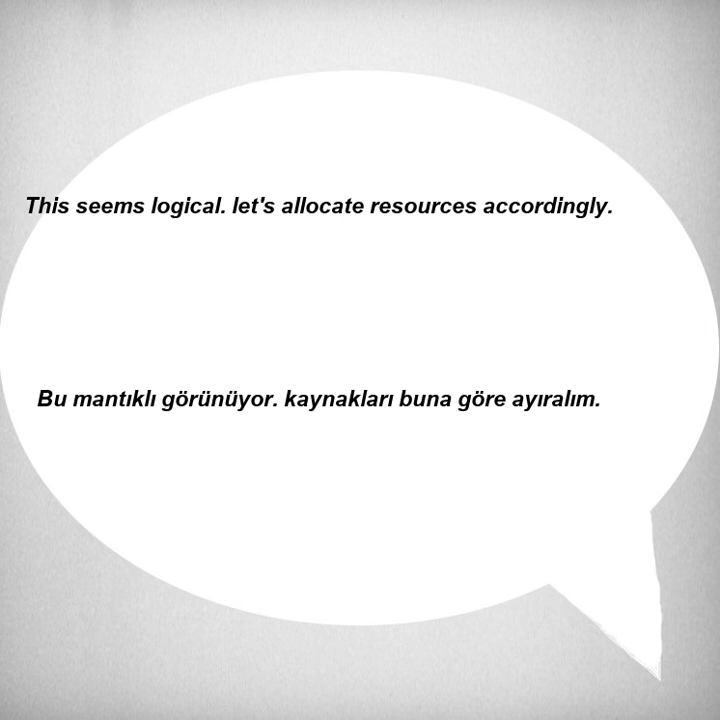 This seems logical. let's allocate resources accordingly.
Bu mantıklı görünüyor. kaynakları buna göre ayıralım.